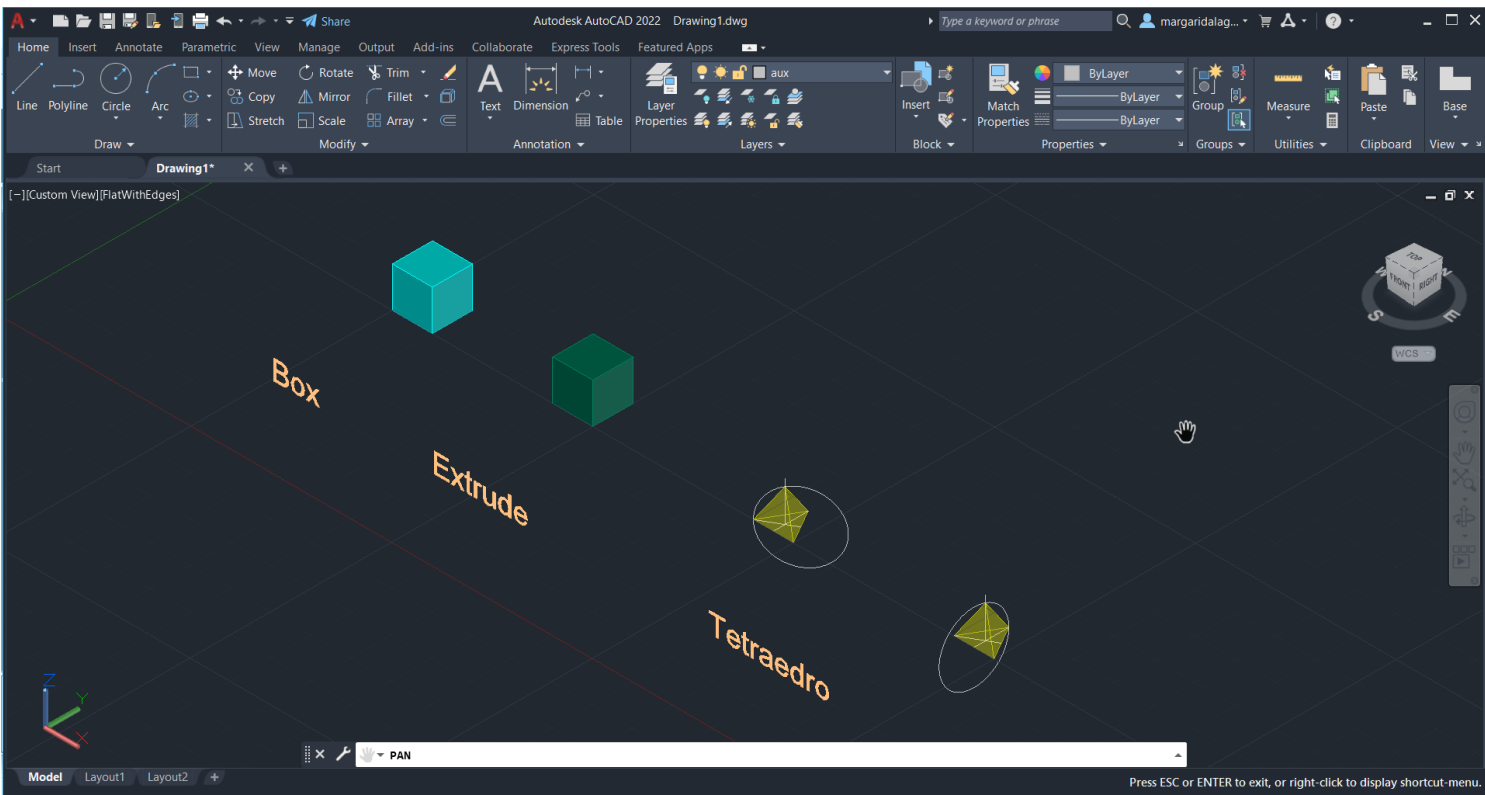 Share
Autodesk AutoCAD 2022 Drawing1.dwg
Type a keyword or phrase
margaridalag...
Home Insert Annotate Parametric View Manage Output Add-ins Collaborate Express Tools Featured Apps
Line Polyline Circle Arc
Draw
Move Rotate Trim
Copy Mirror Fillet
Stretch Scale Array
Modify
Text Dimension
Table
Annotation
Layer Properties
aux
Layers
Insert
Block
Match Properties
ByLayer
ByLayer
ByLayer
Properties
Group
Groups
Measure
Utilities
Paste
Clipboard
Base
View
Start Drawing1* +
[−][Custom View][FlatWithEdges]
TOP
FRONT RIGHT
W N
S E
WCS
Box
Extrude
Tetraedro
Z
Y
X
PAN
Model Layout1 Layout2 +
Press ESC or ENTER to exit, or right-click to display shortcut-menu.